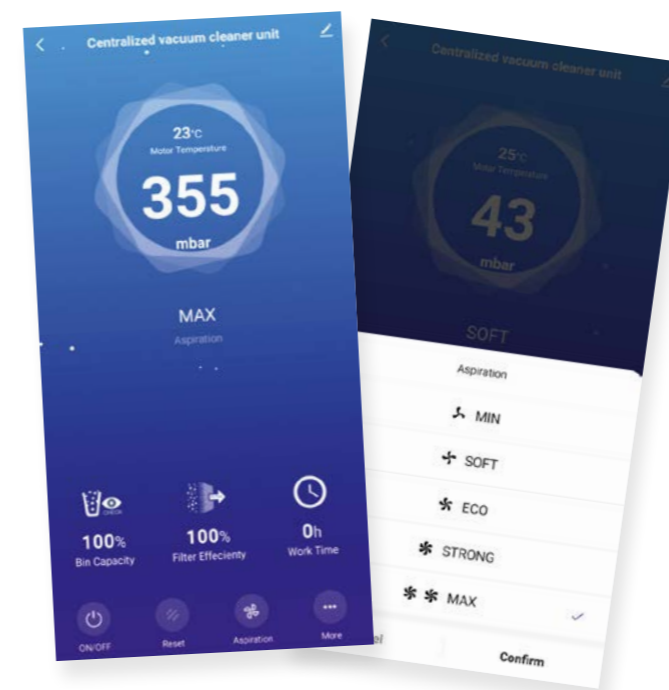 Centralized vacuum cleaner unit
23°C
Motor Temperature
355
mbar
MAX
Aspiration
CHECK
100%
Bin Capacity
100%
Filter Effecienty
0h
Work Time
ON/OFF
Reset
Aspiration
More
Centralized vacuum cleaner unit
25°C
Motor Temperature
43
mbar
SOFT
Aspiration
MIN
SOFT
ECO
STRONG
MAX
Confirm